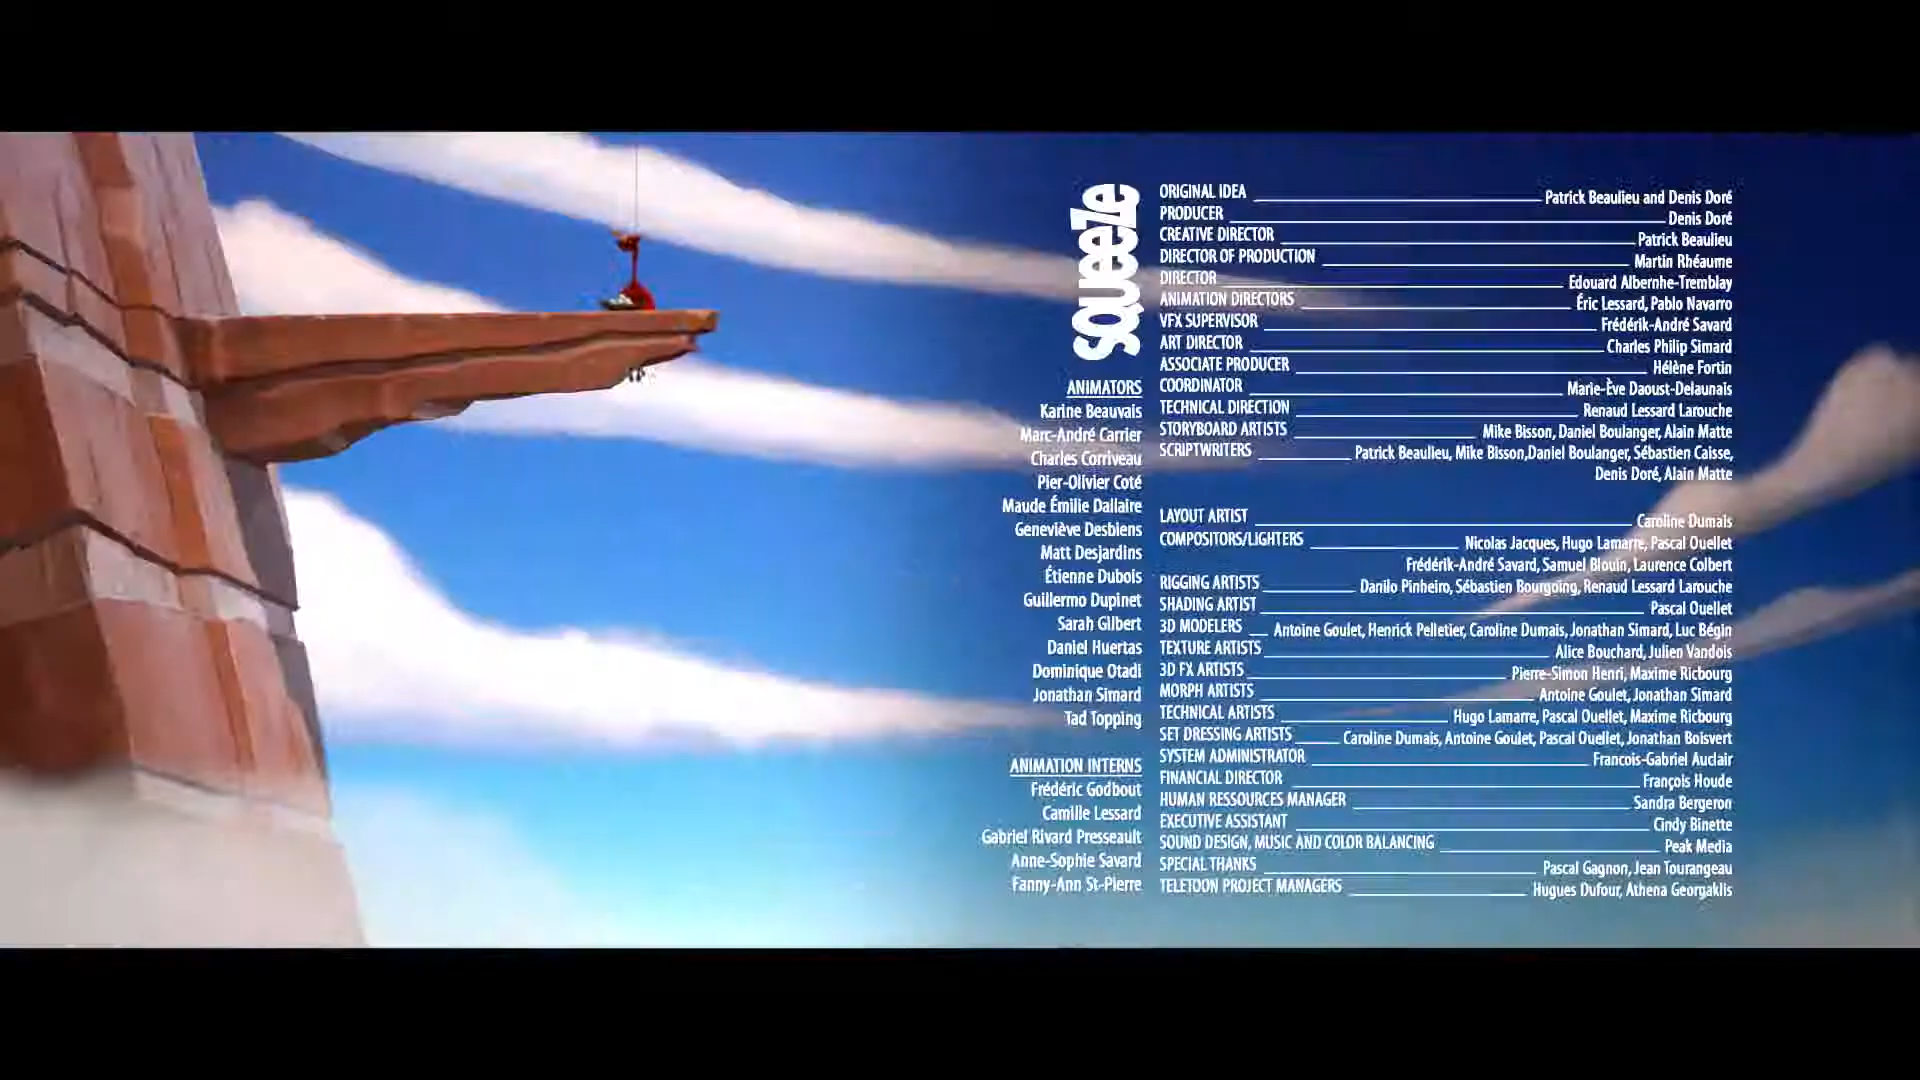 squeeze
ANIMATORS
Karine Beauvais
Marc-André Carrier
Charles Corriveau
Pier-Olivier Coté
Maude Émilie Dallaire
Geneviève Desbiens
Matt Desjardins
Étienne Dubois
Guillermo Dupinet
Sarah Gilbert
Daniel Huertas
Dominique Otadi
Jonathan Simard
Tad Topping
ANIMATION INTERNS
Frédéric Godbout
Camille Lessard
Gabriel Rivard Presseault
Anne-Sophie Savard
Fanny-Ann St-Pierre
ORIGINAL IDEA Patrick Beaulieu and Denis Doré
PRODUCER Denis Doré
CREATIVE DIRECTOR Patrick Beaulieu
DIRECTOR OF PRODUCTION Martin Rhéaume
DIRECTOR Edouard Albernhe-Tremblay
ANIMATION DIRECTORS Éric Lessard, Pablo Navarro
VFX SUPERVISOR Frédérik-André Savard
ART DIRECTOR Charles Philip Simard
ASSOCIATE PRODUCER Hélène Fortin
COORDINATOR Marie-Ève Daoust-Delaunais
TECHNICAL DIRECTION Renaud Lessard Larouche
STORYBOARD ARTISTS Mike Bisson, Daniel Boulanger, Alain Matte
SCRIPTWRITERS Patrick Beaulieu, Mike Bisson,Daniel Boulanger, Sébastien Caisse,
Denis Doré, Alain Matte
LAYOUT ARTIST Caroline Dumais
COMPOSITORS/LIGHTERS Nicolas Jacques, Hugo Lamarre, Pascal Ouellet
Frédérik-André Savard, Samuel Blouin, Laurence Colbert
RIGGING ARTISTS Danilo Pinheiro, Sébastien Bourgoing, Renaud Lessard Larouche
SHADING ARTIST Pascal Ouellet
3D MODELERS Antoine Goulet, Henrick Pelletier, Caroline Dumais, Jonathan Simard, Luc Bégin
TEXTURE ARTISTS Alice Bouchard, Julien Vandois
3D FX ARTISTS Pierre-Simon Henri, Maxime Ricbourg
MORPH ARTISTS Antoine Goulet, Jonathan Simard
TECHNICAL ARTISTS Hugo Lamarre, Pascal Ouellet, Maxime Ricbourg
SET DRESSING ARTISTS Caroline Dumais, Antoine Goulet, Pascal Ouellet, Jonathan Boisvert
SYSTEM ADMINISTRATOR Francois-Gabriel Auclair
FINANCIAL DIRECTOR François Houde
HUMAN RESSOURCES MANAGER Sandra Bergeron
EXECUTIVE ASSISTANT Cindy Binette
SOUND DESIGN, MUSIC AND COLOR BALANCING Peak Media
SPECIAL THANKS Pascal Gagnon, Jean Tourangeau
TELETOON PROJECT MANAGERS Hugues Dufour, Athena Georgaklis